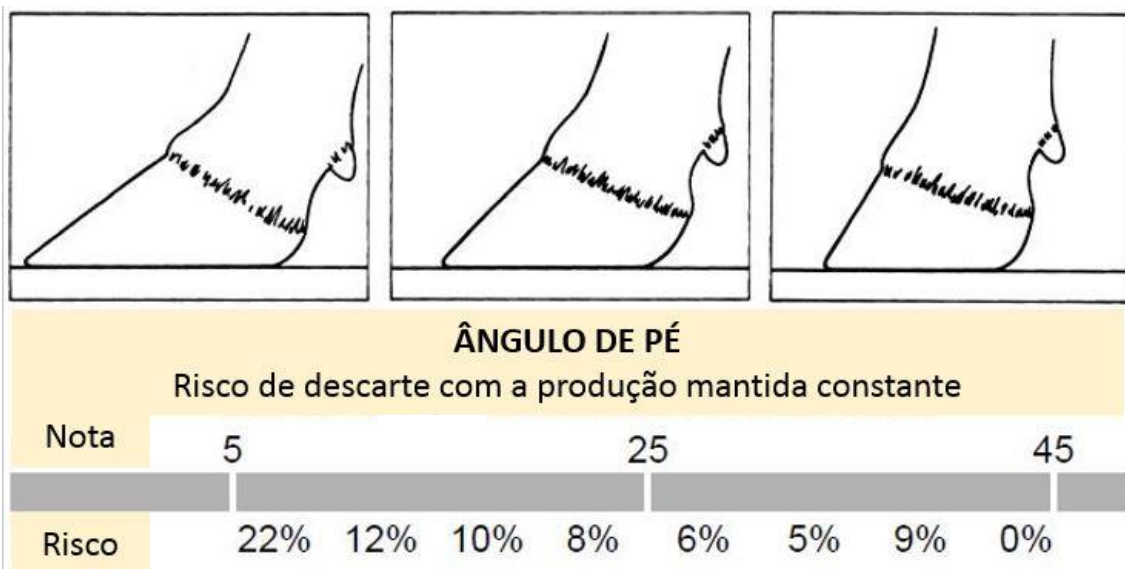 ÂNGULO DE PÉ
Risco de descarte com a produção mantida constante
Nota 5 25 45
Risco 22% 12% 10% 8% 6% 5% 9% 0%